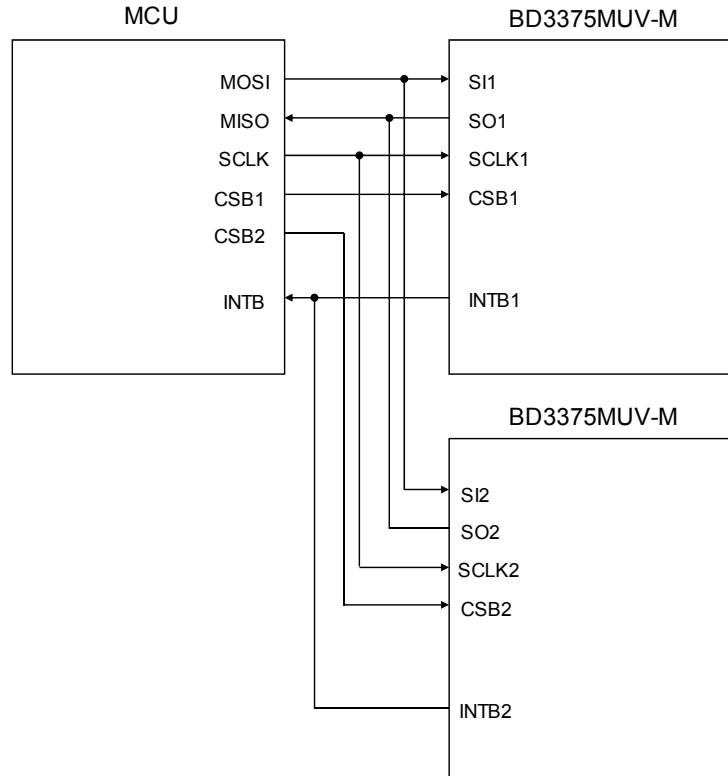 MCU
BD3375MUV-M
MOSI
SI1
MISO
SO1
SCLK
SCLK1
CSB1
CSB1
CSB2
INTB
INTB1
BD3375MUV-M
SI2
SO2
SCLK2
CSB2
INTB2